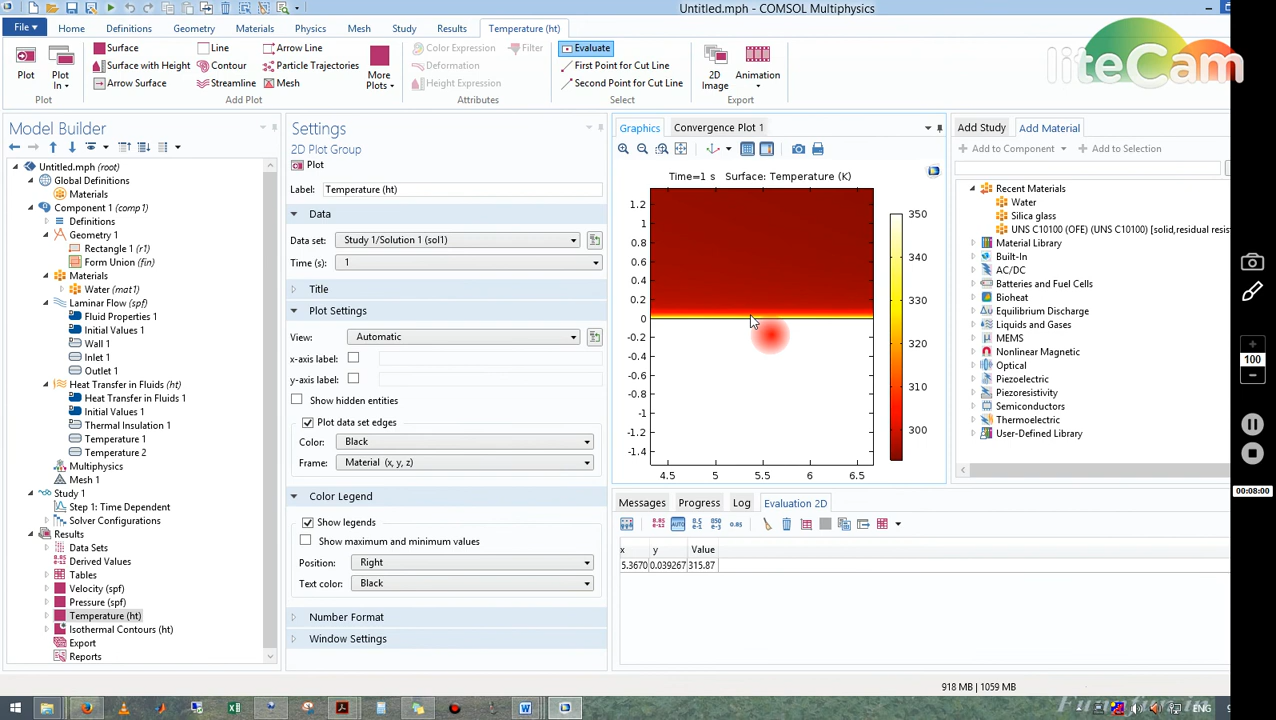 Untitled.mph - COMSOL Multiphysics
File
Home
Definitions
Geometry
Materials
Physics
Mesh
Study
Results
Temperature (ht)
Plot
Plot In
Surface
Surface with Height
Arrow Surface
Line
Contour
Streamline
Arrow Line
Particle Trajectories
Mesh
More Plots
Color Expression
Filter
Deformation
Height Expression
Evaluate
First Point for Cut Line
Second Point for Cut Line
2D Image
Animation
Plot
Add Plot
Attributes
Select
Export
liteCam
Model Builder
Untitled.mph (root)
Global Definitions
Materials
Component 1 (comp1)
Definitions
Geometry 1
Rectangle 1 (r1)
Form Union (fin)
Materials
Water (mat1)
Laminar Flow (spf)
Fluid Properties 1
Initial Values 1
Wall 1
Inlet 1
Outlet 1
Heat Transfer in Fluids (ht)
Heat Transfer in Fluids 1
Initial Values 1
Thermal Insulation 1
Temperature 1
Temperature 2
Multiphysics
Mesh 1
Study 1
Step 1: Time Dependent
Solver Configurations
Results
Data Sets
Derived Values
Tables
Velocity (spf)
Pressure (spf)
Temperature (ht)
Isothermal Contours (ht)
Export
Reports
Settings
2D Plot Group
Plot
Label: Temperature (ht)
Data
Data set: Study 1/Solution 1 (sol1)
Time (s): 1
Title
Plot Settings
View: Automatic
x-axis label:
y-axis label:
Show hidden entities
Plot data set edges
Color: Black
Frame: Material (x, y, z)
Color Legend
Show legends
Show maximum and minimum values
Position: Right
Text color: Black
Number Format
Window Settings
Graphics
Convergence Plot 1
Time=1 s Surface: Temperature (K)
1.2
1
0.8
0.6
0.4
0.2
0
-0.2
-0.4
-0.6
-0.8
-1
-1.2
-1.4
4.5 5 5.5 6 6.5
350
340
330
320
310
300
Messages
Progress
Log
Evaluation 2D
x y Value
5.3670 0.039267 315.87
Add Study
Add Material
Add to Component
Add to Selection
Recent Materials
Water
Silica glass
UNS C10100 (OFE) (UNS C10100) [solid,residual resis
Material Library
Built-In
AC/DC
Batteries and Fuel Cells
Bioheat
Equilibrium Discharge
Liquids and Gases
MEMS
Nonlinear Magnetic
Optical
Piezoelectric
Piezoresistivity
Semiconductors
Thermoelectric
User-Defined Library
100
00:08:00
918 MB | 1059 MB
ENG